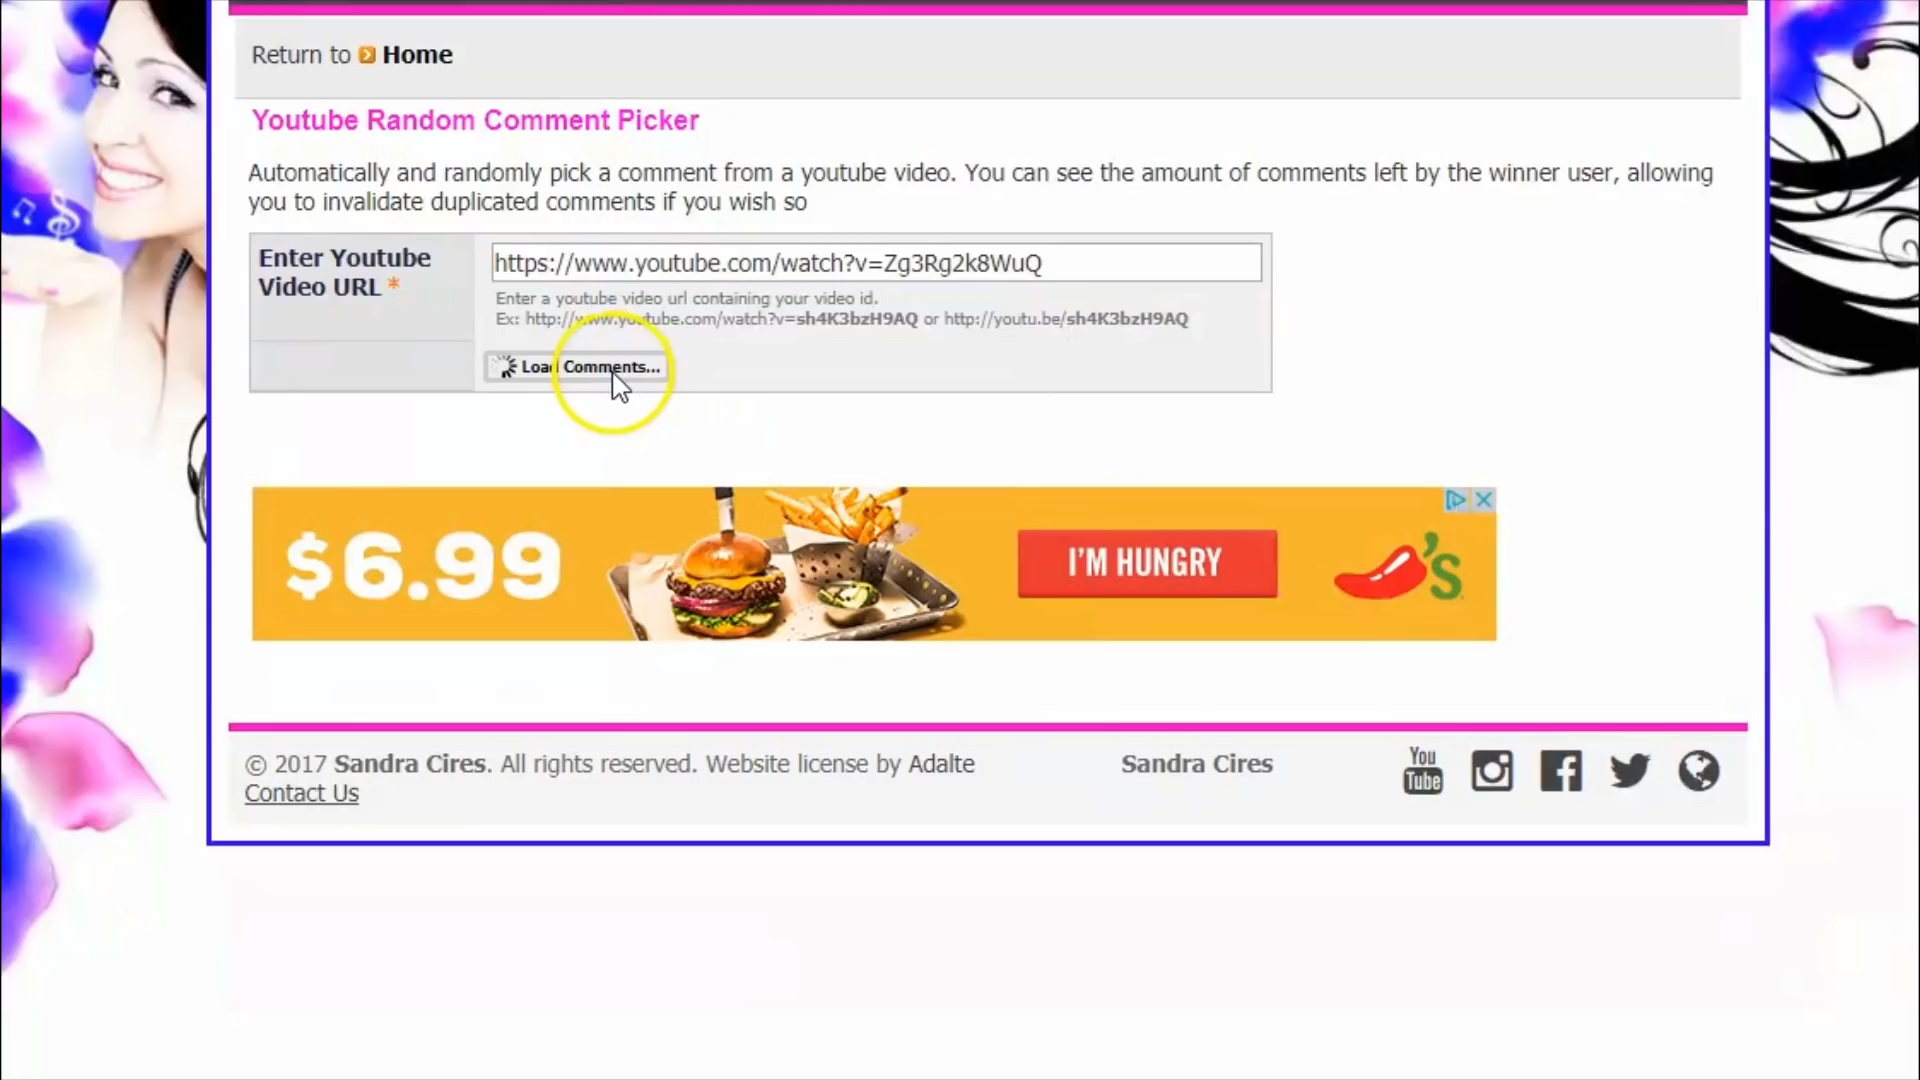 Return to Home
Youtube Random Comment Picker
Automatically and randomly pick a comment from a youtube video. You can see the amount of comments left by the winner user, allowing
you to invalidate duplicated comments if you wish so
Enter Youtube
Video URL *
https://www.youtube.com/watch?v=Zg3Rg2k8WuQ
Enter a youtube video url containing your video id.
Ex: http://www.youtube.com/watch?v=sh4K3bzH9AQ or http://youtu.be/sh4K3bzH9AQ
Load Comments...
$6.99
I'M HUNGRY
's
© 2017 Sandra Cires. All rights reserved. Website license by Adalte
Contact Us
Sandra Cires
You
Tube